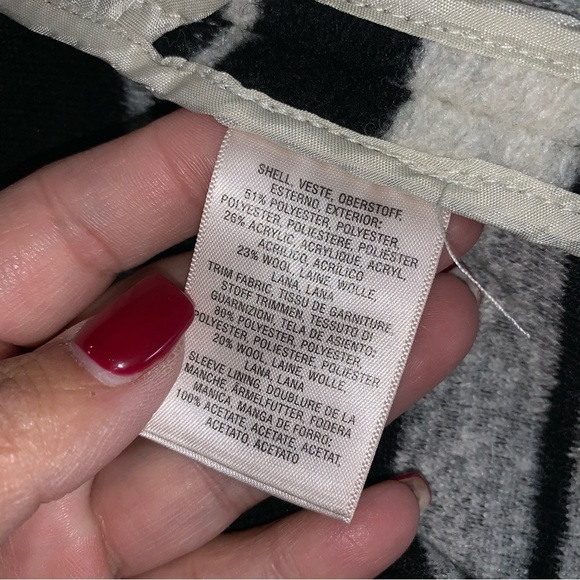 SHELL, VESTE, OBERSTOFF,
ESTERNO, EXTERIOR:
51% POLYESTER, POLYESTER,
POLYESTER, POLIESTERE, POLIÉSTER
26% ACRYLIC, ACRYLIQUE, ACRYL,
ACRILICO, ACRÍLICO
23% WOOL, LAINE, WOLLE,
LANA, LANA
TRIM FABRIC, TISSU DE GARNITURE,
STOFF TRIMMEN, TESSUTO DI
GUARNIZIONI, TELA DE ASIENTO:
80% POLYESTER, POLYESTER,
POLYESTER, POLIESTERE, POLIÉSTER
20% WOOL, LAINE, WOLLE
LANA, LANA
SLEEVE LINING, DOUBLURE DE LA
MANCHE, ÄRMELFUTTER, FODERA
MANICA, MANGA DE FORRO:
100% ACETATE, ACETATE, ACETAT,
ACETATO, ACETATO